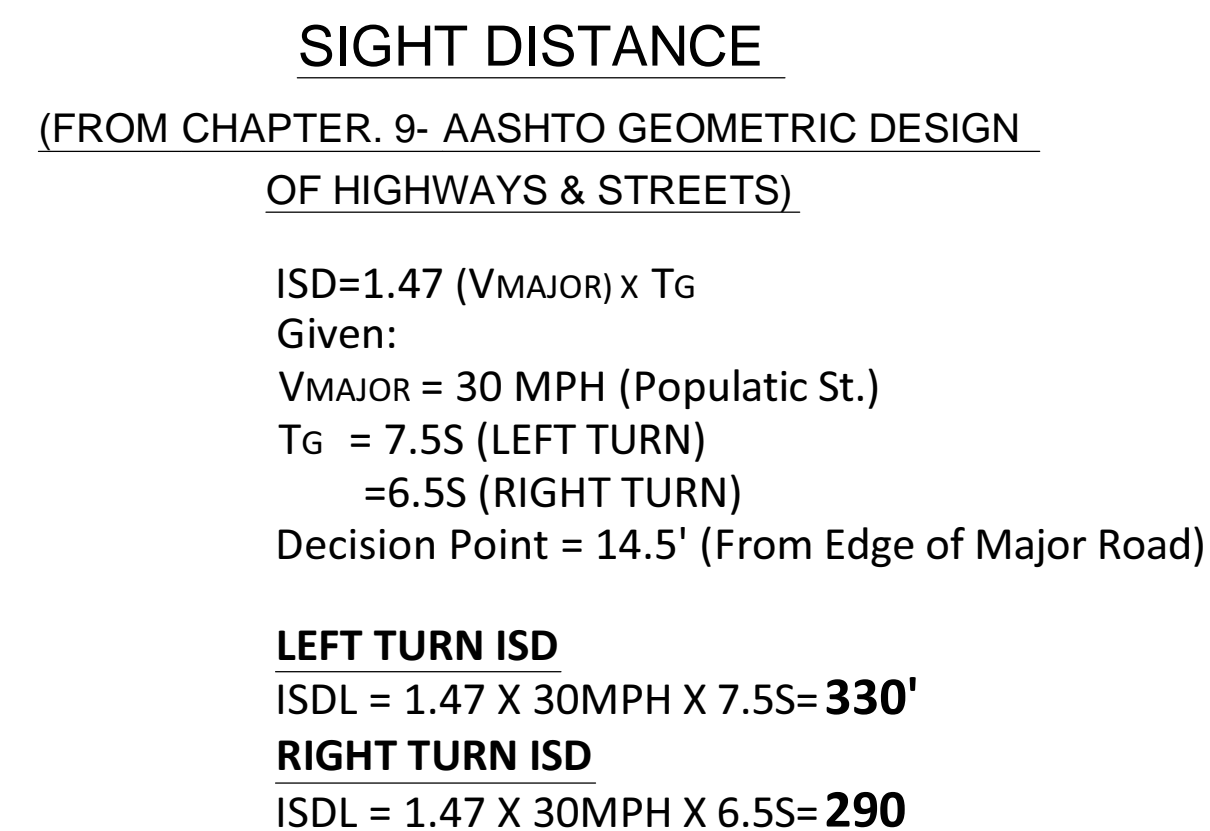 SIGHT DISTANCE
(FROM CHAPTER. 9- AASHTO GEOMETRIC DESIGN
OF HIGHWAYS & STREETS)
ISD=1.47 (VMAJOR) X TG
Given:
VMAJOR = 30 MPH (Populatic St.)
TG = 7.5S (LEFT TURN)
=6.5S (RIGHT TURN)
Decision Point = 14.5' (From Edge of Major Road)
LEFT TURN ISD
ISDL = 1.47 X 30MPH X 7.5S= 330'
RIGHT TURN ISD
ISDL = 1.47 X 30MPH X 6.5S= 290